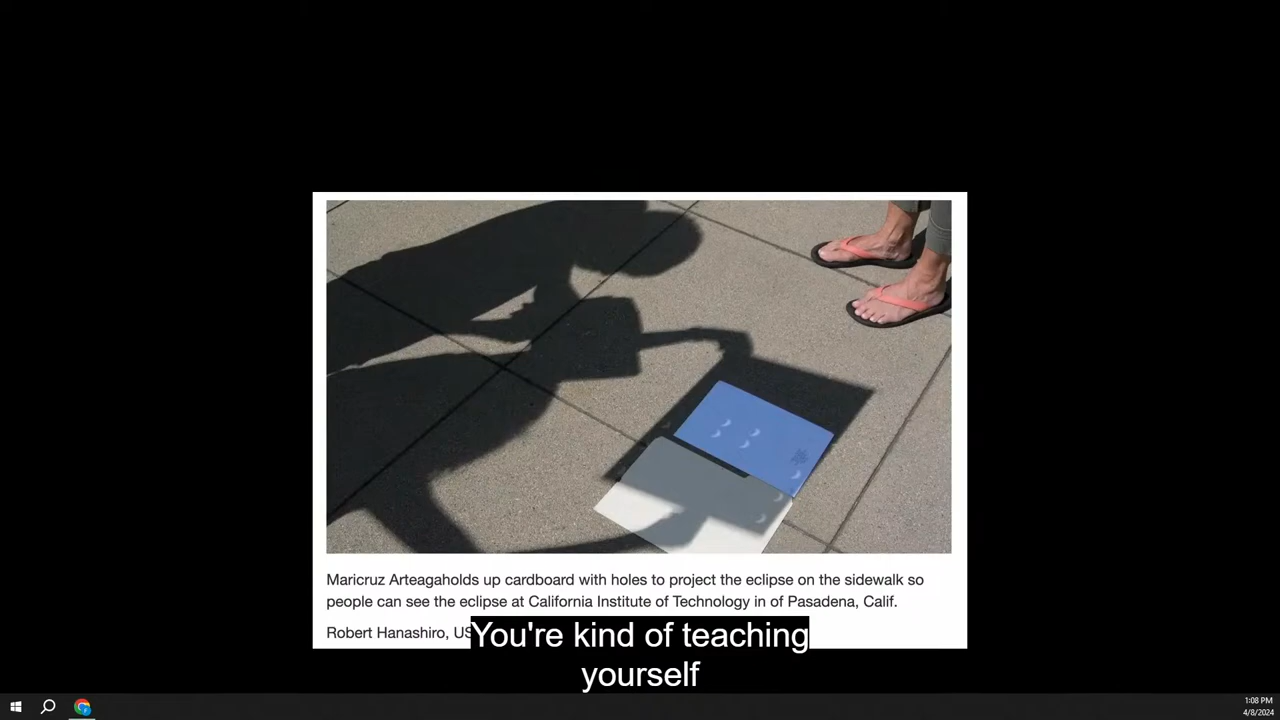 Maricruz Arteagaholds up cardboard with holes to project the eclipse on the sidewalk so
people can see the eclipse at California Institute of Technology in of Pasadena, Calif.
Robert Hanashiro, US
You're kind of teaching
yourself
1:08 PM
4/8/2024